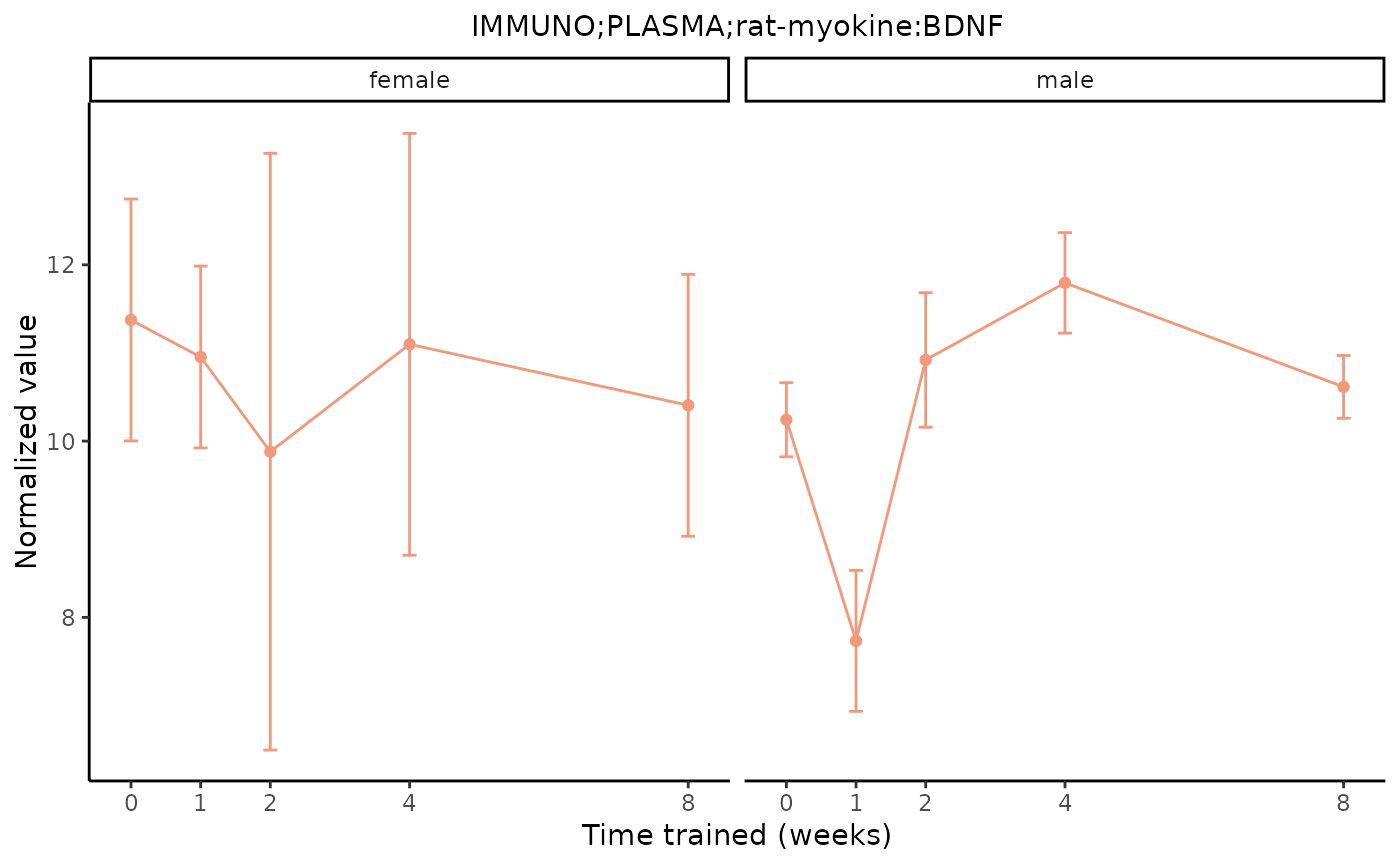 IMMUNO;PLASMA;rat-myokine:BDNF
female male
Normalized value
12
10
8
0 1 2 4 8 0 1 2 4 8
Time trained (weeks)